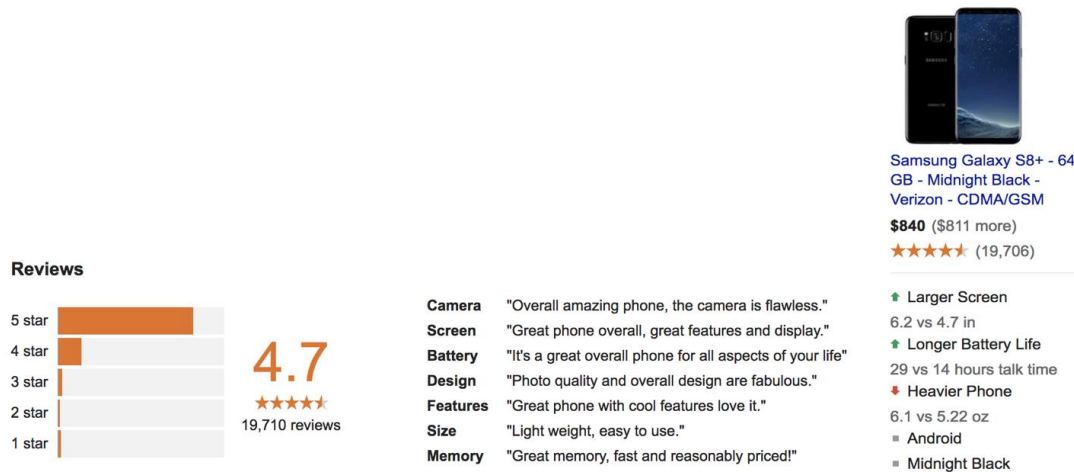 Samsung Galaxy S8+ - 64
GB - Midnight Black -
Verizon - CDMA/GSM
$840 ($811 more)
(19,706)
Reviews
5 star
4 star
3 star
2 star
1 star
4.7
19,710 reviews
Camera "Overall amazing phone, the camera is flawless."
Screen "Great phone overall, great features and display."
Battery "It's a great overall phone for all aspects of your life"
Design "Photo quality and overall design are fabulous."
Features "Great phone with cool features love it."
Size "Light weight, easy to use."
Memory "Great memory, fast and reasonably priced!"
Larger Screen
6.2 vs 4.7 in
Longer Battery Life
29 vs 14 hours talk time
Heavier Phone
6.1 vs 5.22 oz
Android
Midnight Black